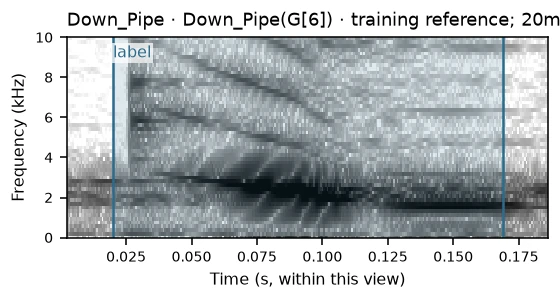 Down_Pipe · Down_Pipe(G[6]) · training reference; 20m
label
Frequency (kHz)
10
8
6
4
2
0
0.025 0.050 0.075 0.100 0.125 0.150 0.175
Time (s, within this view)